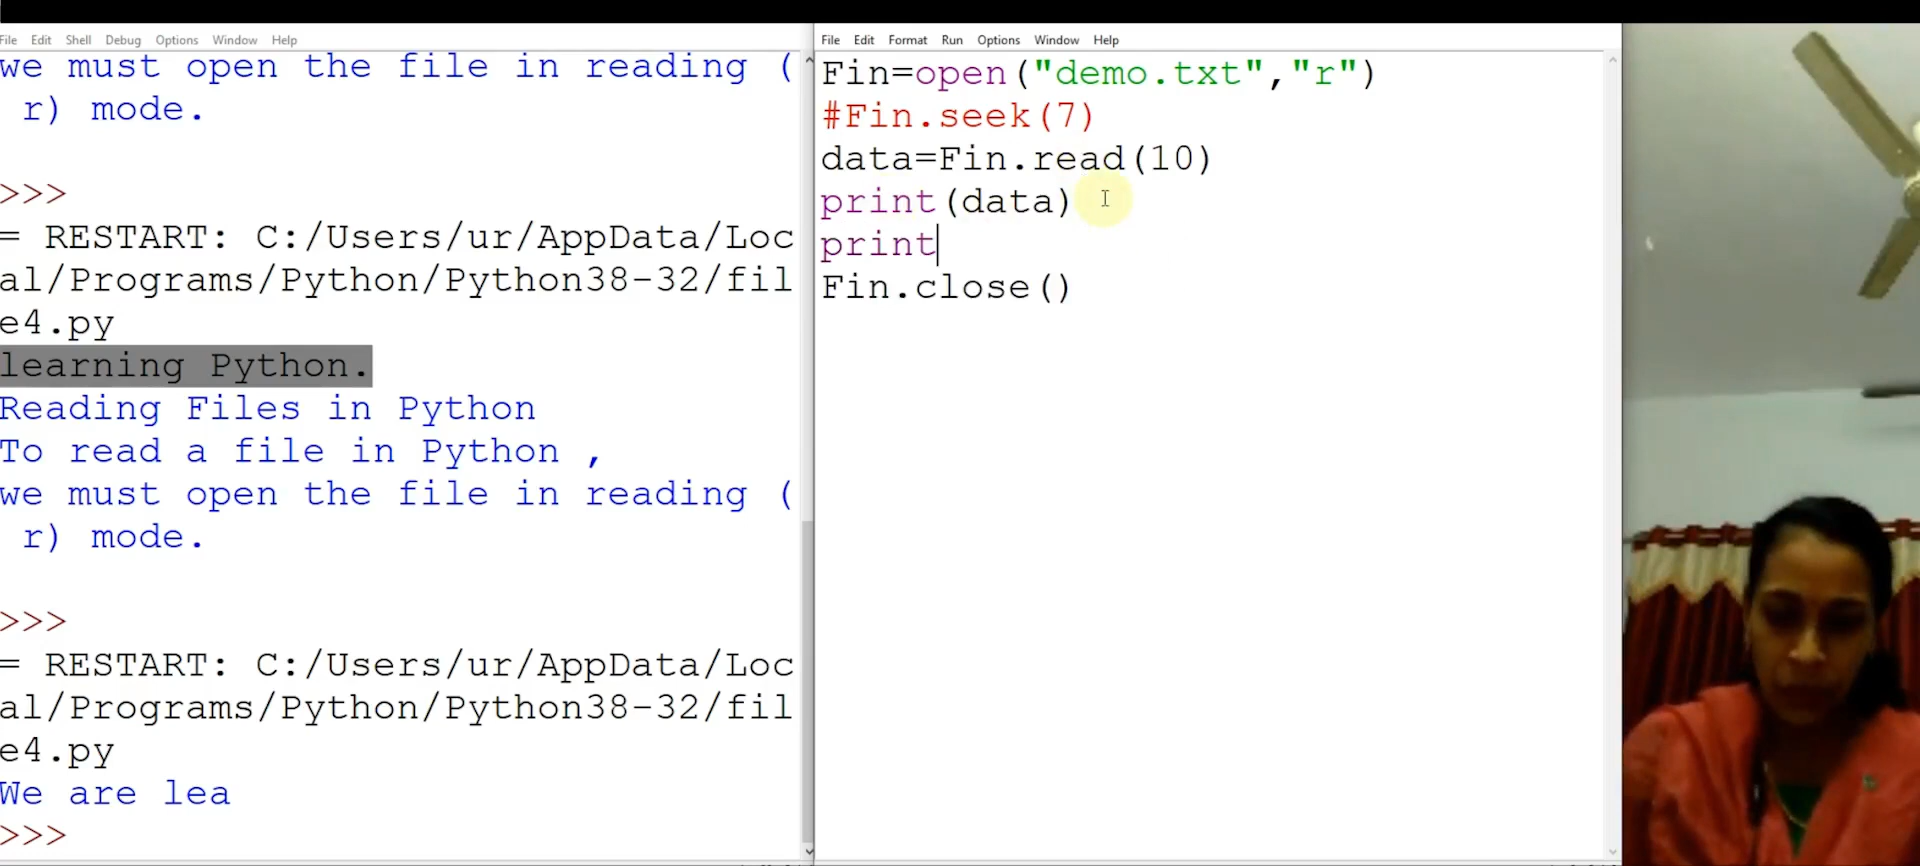 File Edit Shell Debug Options Window Help
we must open the file in reading (
r) mode.
>>>
= RESTART: C:/Users/ur/AppData/Loc
al/Programs/Python/Python38-32/fil
e4.py
learning Python.
Reading Files in Python
To read a file in Python ,
we must open the file in reading (
r) mode.
>>>
= RESTART: C:/Users/ur/AppData/Loc
al/Programs/Python/Python38-32/fil
e4.py
We are lea
>>>
File Edit Format Run Options Window Help
Fin=open("demo.txt","r")
#Fin.seek(7)
data=Fin.read(10)
print(data)
print
Fin.close()